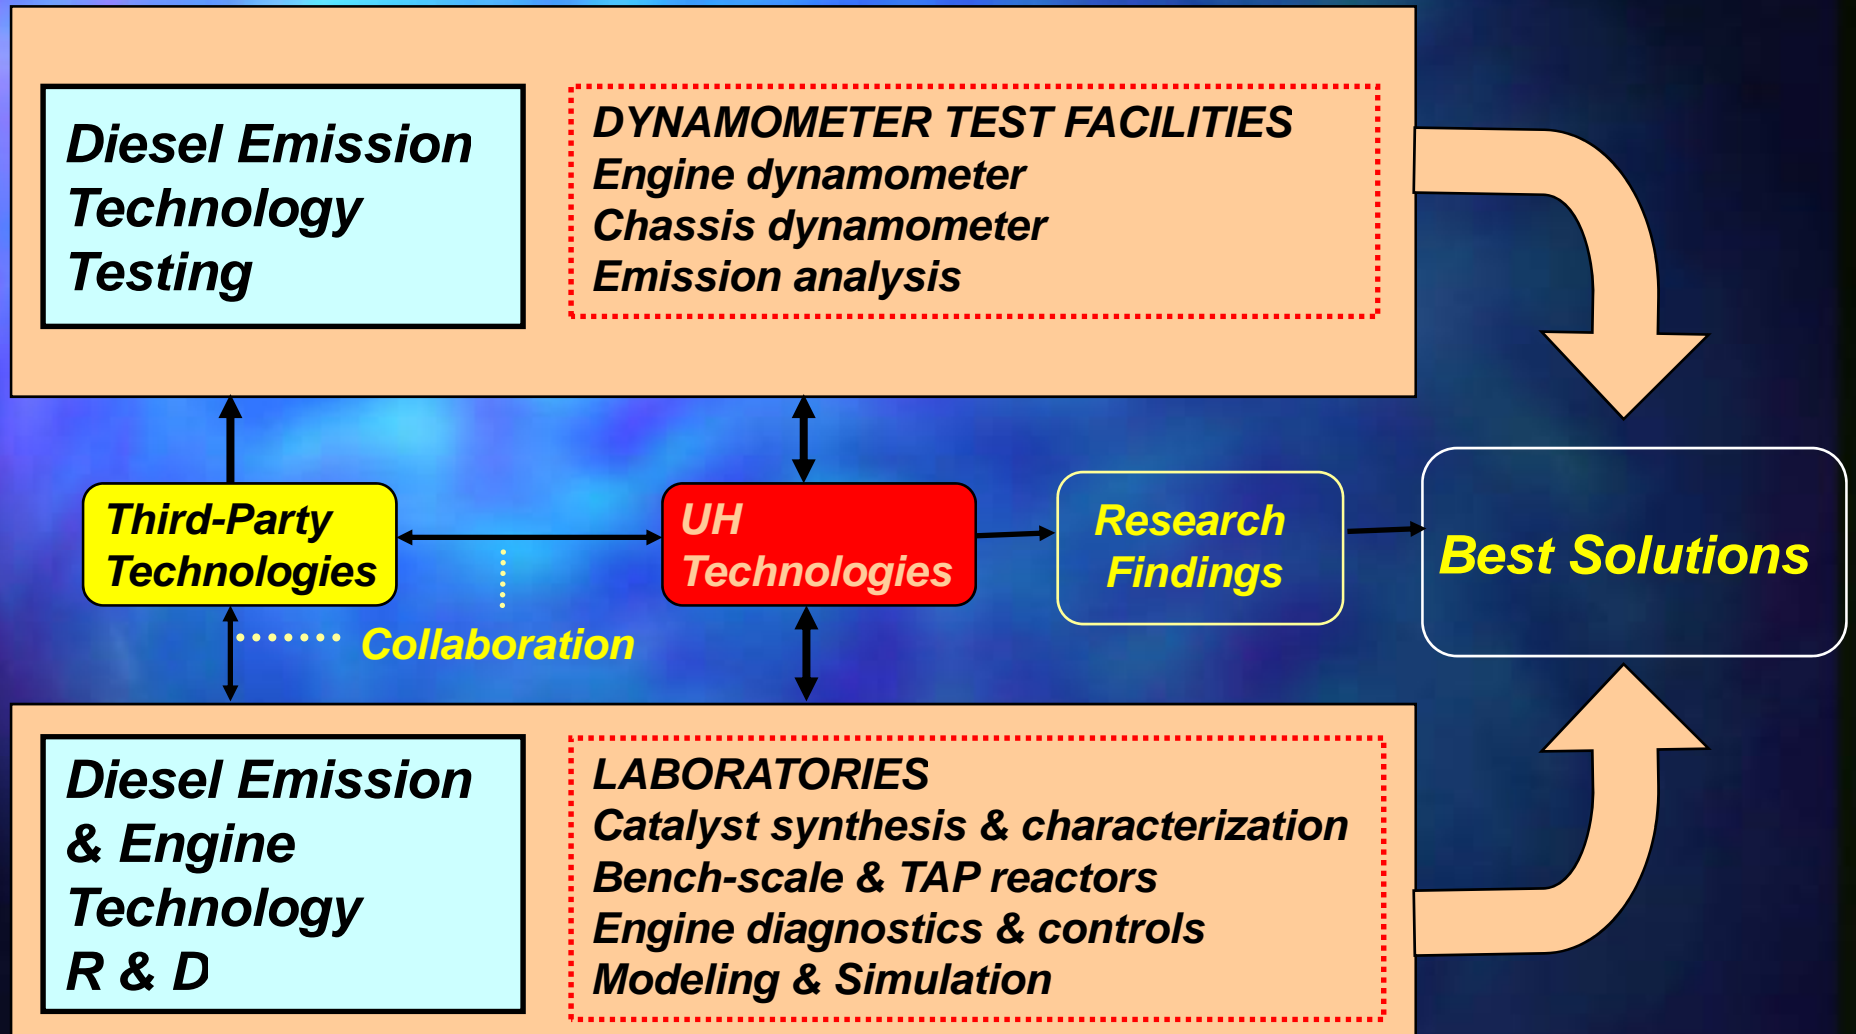 Diesel Emission
Technology
Testing
DYNAMOMETER TEST FACILITIES
Engine dynamometer
Chassis dynamometer
Emission analysis
Third-Party
Technologies
UH
Technologies
Research
Findings
Best Solutions
Collaboration
Diesel Emission
& Engine
Technology
R & D
LABORATORIES
Catalyst synthesis & characterization
Bench-scale & TAP reactors
Engine diagnostics & controls
Modeling & Simulation